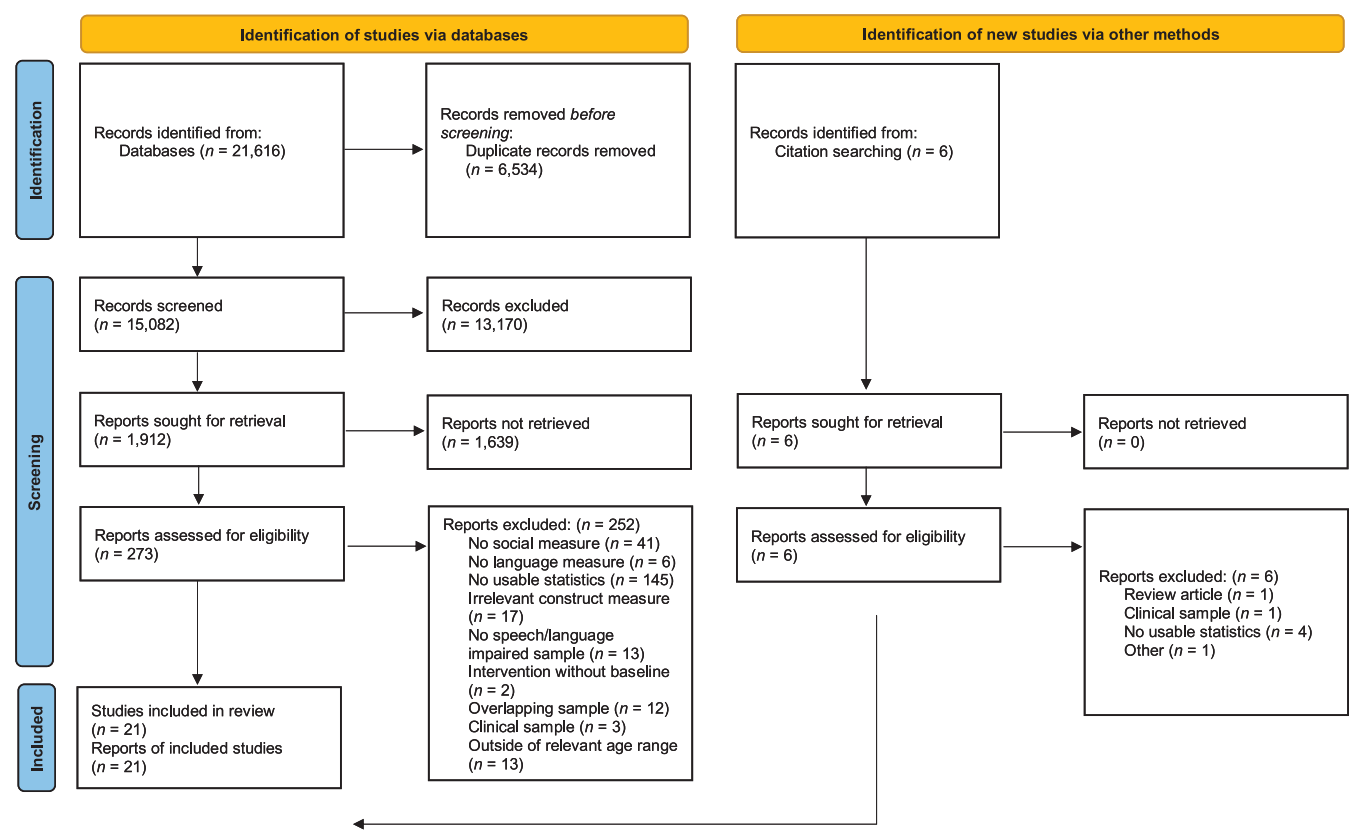 Identification of studies via databases
Identification of new studies via other methods
Identification
Records identified from:
Databases (n = 21,616)
Records removed before
screening:
Duplicate records removed
(n = 6,534)
Records identified from:
Citation searching (n = 6)
Screening
Records screened
(n = 15,082)
Records excluded
(n = 13,170)
Reports sought for retrieval
(n = 1,912)
Reports not retrieved
(n = 1,639)
Reports sought for retrieval
(n = 6)
Reports not retrieved
(n = 0)
Reports assessed for eligibility
(n = 273)
Reports excluded: (n = 252)
No social measure (n = 41)
No language measure (n = 6)
No usable statistics (n = 145)
Irrelevant construct measure
(n = 17)
No speech/language
impaired sample (n = 13)
Intervention without baseline
(n = 2)
Overlapping sample (n = 12)
Clinical sample (n = 3)
Outside of relevant age range
(n = 13)
Reports assessed for eligibility
(n = 6)
Reports excluded: (n = 6)
Review article (n = 1)
Clinical sample (n = 1)
No usable statistics (n = 4)
Other (n = 1)
Included
Studies included in review
(n = 21)
Reports of included studies
(n = 21)